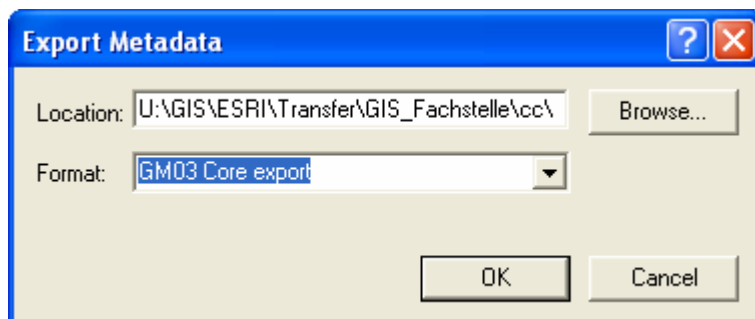 Export Metadata ?
Location: U:\GIS\ESRI\Transfer\GIS_Fachstelle\cc\ Browse...
Format: GM03 Core export
OK Cancel